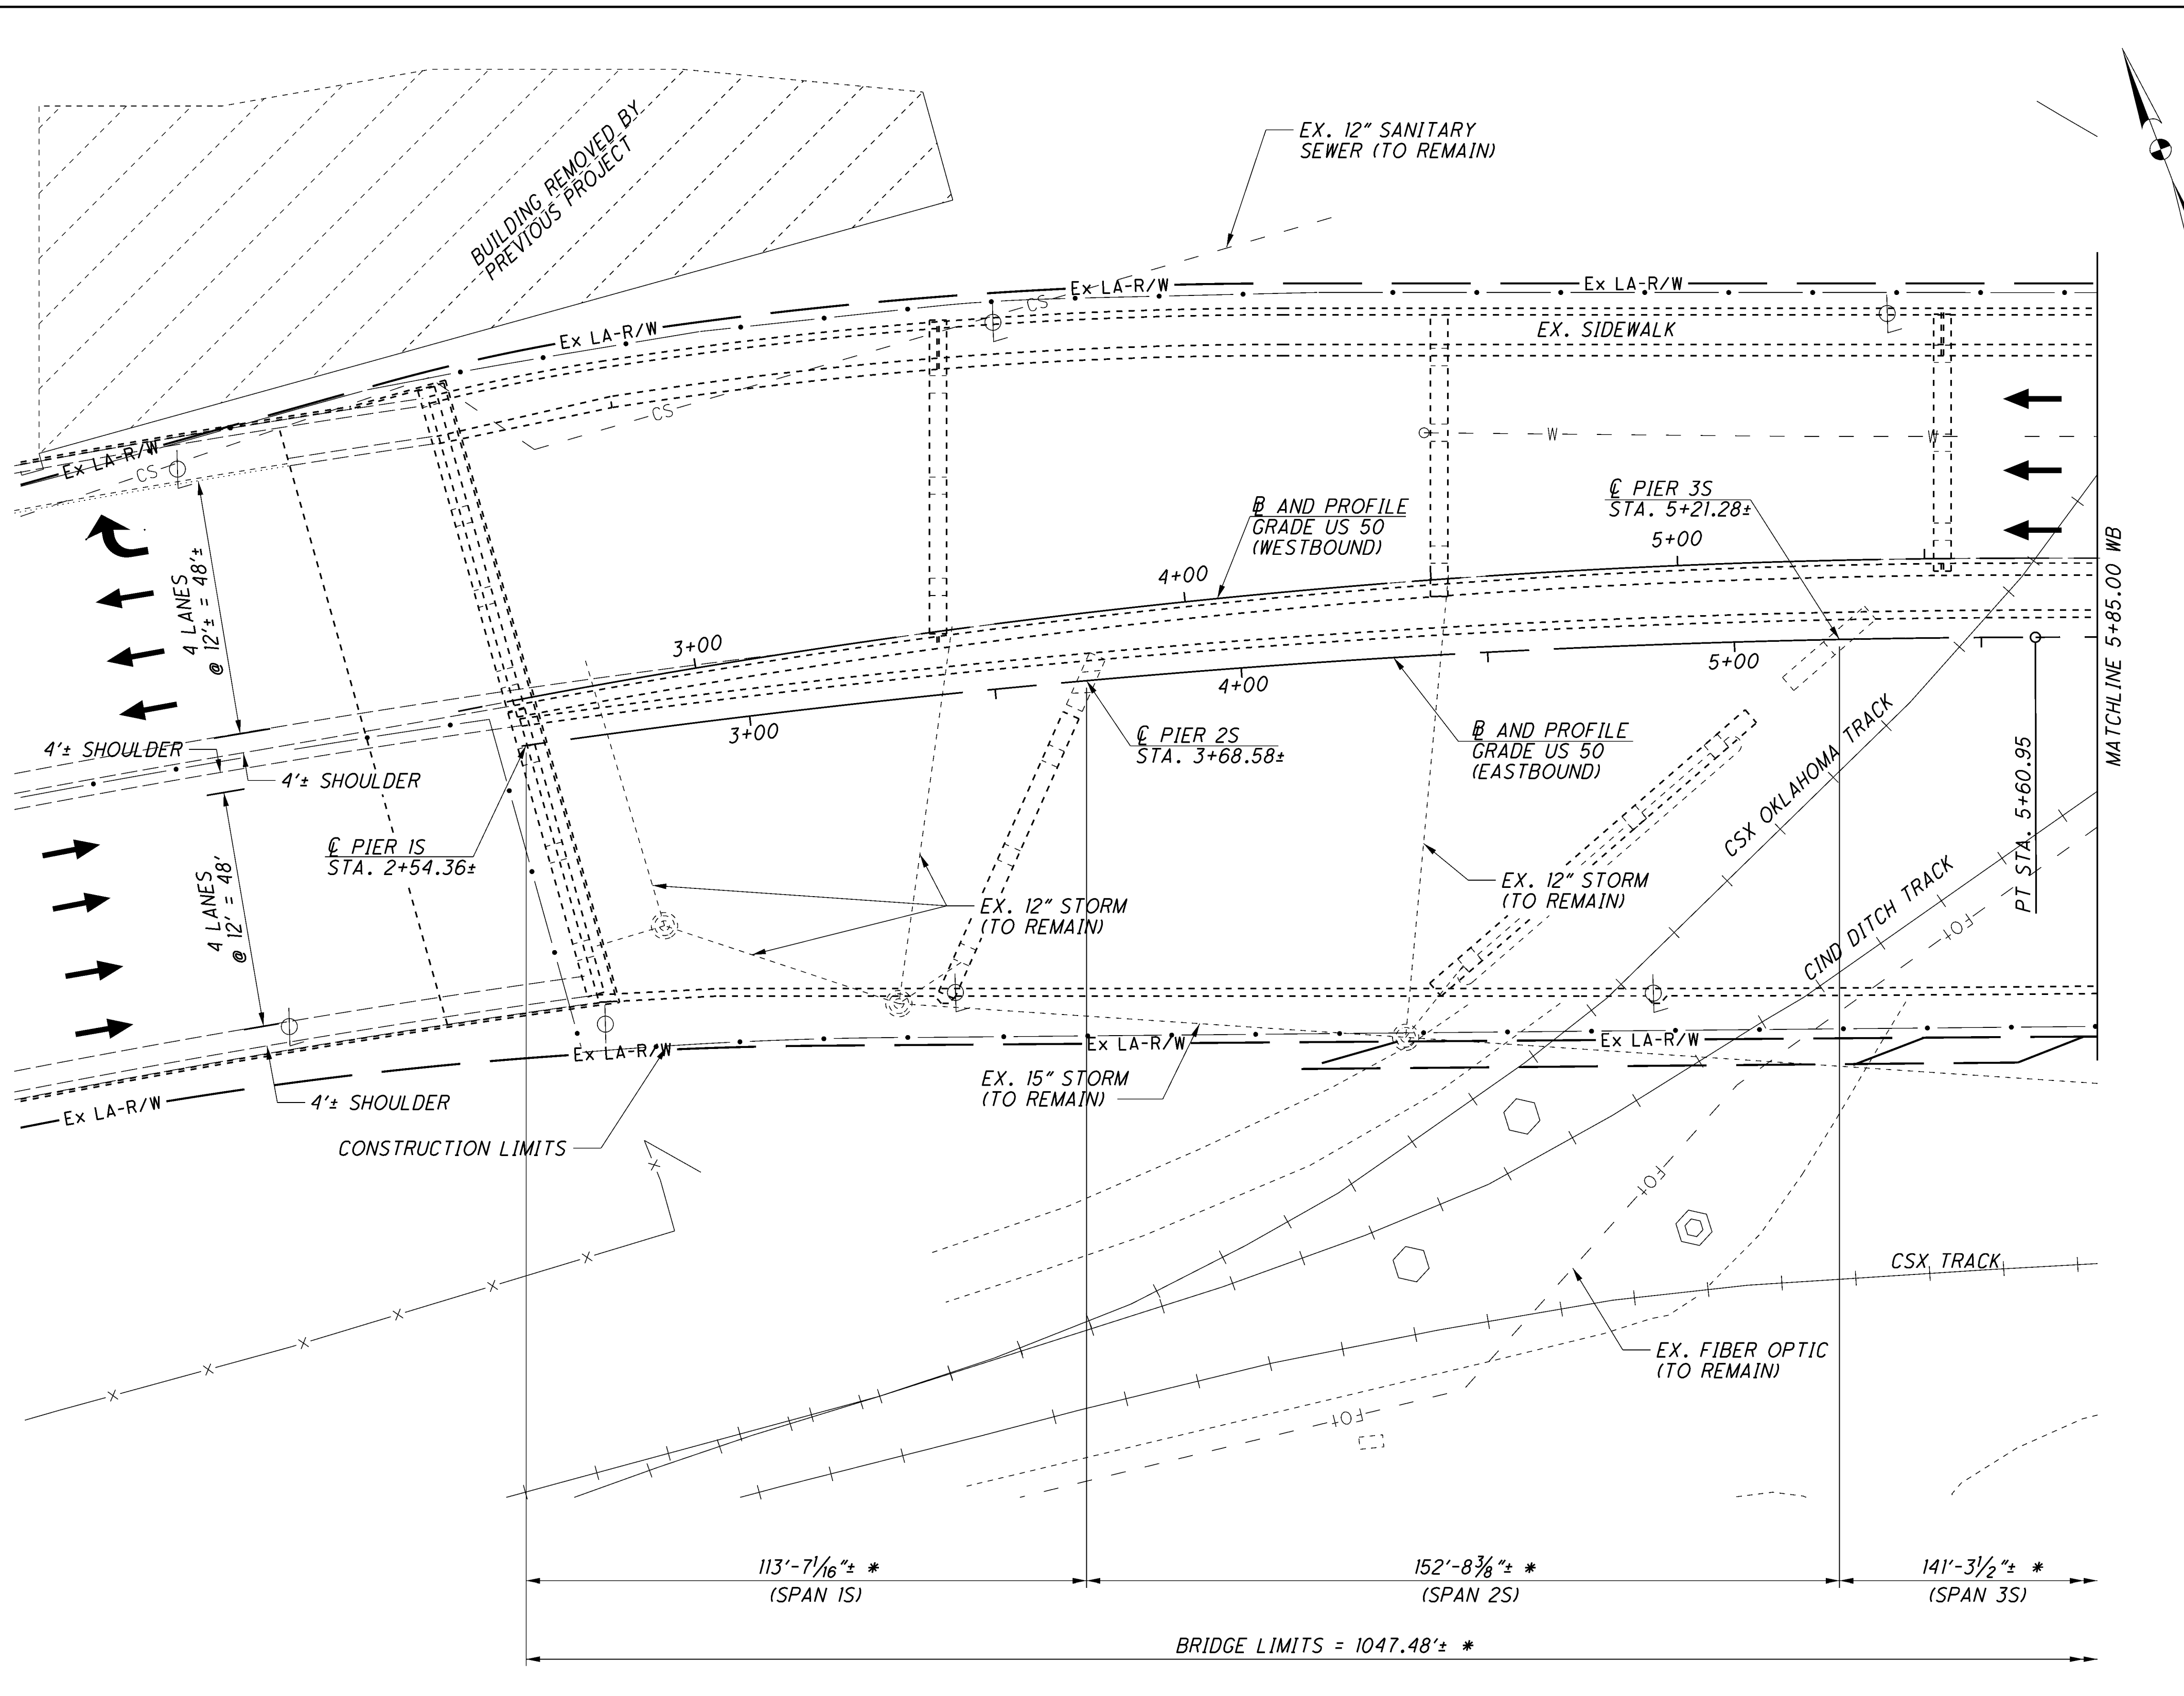 EX. 12" SANITARY
SEWER (TO REMAIN)
BUILDING REMOVED BY
PREVIOUS PROJECT
Ex LA-R/W
Ex LA-R/W
Ex LA-R/W
Ex LA-R/W
CS
CS
CS
EX. SIDEWALK
W
W
℄ PIER 3S
STA. 5+21.28±
℄ AND PROFILE
GRADE US 50
(WESTBOUND)
5+00
4+00
3+00
4 LANES
@ 12'± = 48'±
MATCHLINE 5+85.00 WB
5+00
4+00
3+00
℄ PIER 2S
STA. 3+68.58±
℄ AND PROFILE
GRADE US 50
(EASTBOUND)
4'± SHOULDER
4'± SHOULDER
CSX OKLAHOMA TRACK
PT STA. 5+60.95
℄ PIER 1S
STA. 2+54.36±
4 LANES
@ 12' = 48'
EX. 12" STORM
(TO REMAIN)
EX. 12" STORM
(TO REMAIN)
CIND DITCH TRACK
FOt
Ex LA-R/W
Ex LA-R/W
Ex LA-R/W
Ex LA-R/W
EX. 15" STORM
(TO REMAIN)
4'± SHOULDER
CONSTRUCTION LIMITS
FOt
CSX TRACK
EX. FIBER OPTIC
(TO REMAIN)
FOt
113'-7 1/16"± *
(SPAN 1S)
152'-8 3/8"± *
(SPAN 2S)
141'-3 1/2"± *
(SPAN 3S)
BRIDGE LIMITS = 1047.48'± *